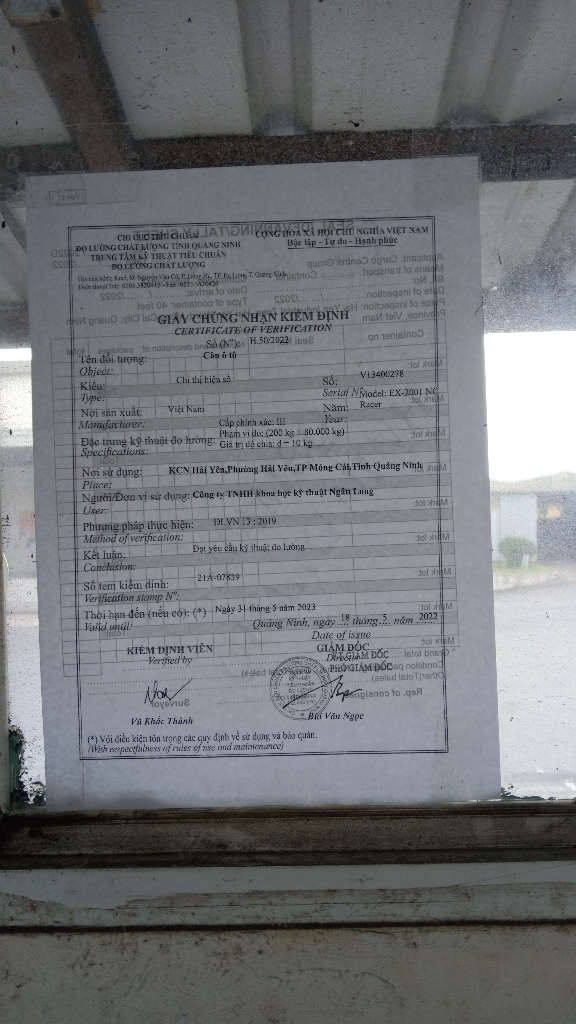 CHI CỤC TIÊU CHUẨN
ĐO LƯỜNG CHẤT LƯỢNG TỈNH QUẢNG NINH
TRUNG TÂM KỸ THUẬT TIÊU CHUẨN
ĐO LƯỜNG CHẤT LƯỢNG
CỘNG HÒA XÃ HỘI CHỦ NGHĨA VIỆT NAM
Độc lập - Tự do - Hạnh phúc
GIẤY CHỨNG NHẬN KIỂM ĐỊNH
CERTIFICATE OF VERIFICATION
Số (N°): H.50/2022
Tên đối tượng: Cân ô tô
Object:
Kiểu: Chỉ thị hiện số
Type:
Số: V13400278
Serial N°: Model: EX-2001 NC
Nơi sản xuất: Việt Nam
Manufacturer:
Năm: Racer
Year:
Đặc trưng kỹ thuật đo lường:
Specifications:
Cấp chính xác: III
Phạm vi đo: (200 kg ÷ 80.000 kg)
Giá trị độ chia: d = 10 kg
Nơi sử dụng: KCN Hải Yên,Phường Hải Yên,TP Móng Cái,Tỉnh Quảng Ninh
Place:
Người/Đơn vị sử dụng: Công ty TNHH khoa học kỹ thuật Ngân Lung
User:
Phương pháp thực hiện: ĐLVN 13 : 2019
Method of verification:
Kết luận: Đạt yêu cầu kỹ thuật đo lường
Conclusion:
Số tem kiểm định: 21A-07839
Verification stamp N°:
Thời hạn đến (nếu có): (*) Ngày 31 tháng 5 năm 2023
Valid until:
Quảng Ninh, ngày 18 tháng 5 năm 2022
Date of issue
KIỂM ĐỊNH VIÊN
Verified by
GIÁM ĐỐC
Director
PHÓ GIÁM ĐỐC
Vũ Khắc Thành
Bùi Văn Ngọc
(*) Với điều kiện tôn trọng các quy định về sử dụng và bảo quản.
(With respectfulness of rules of use and maintenance)